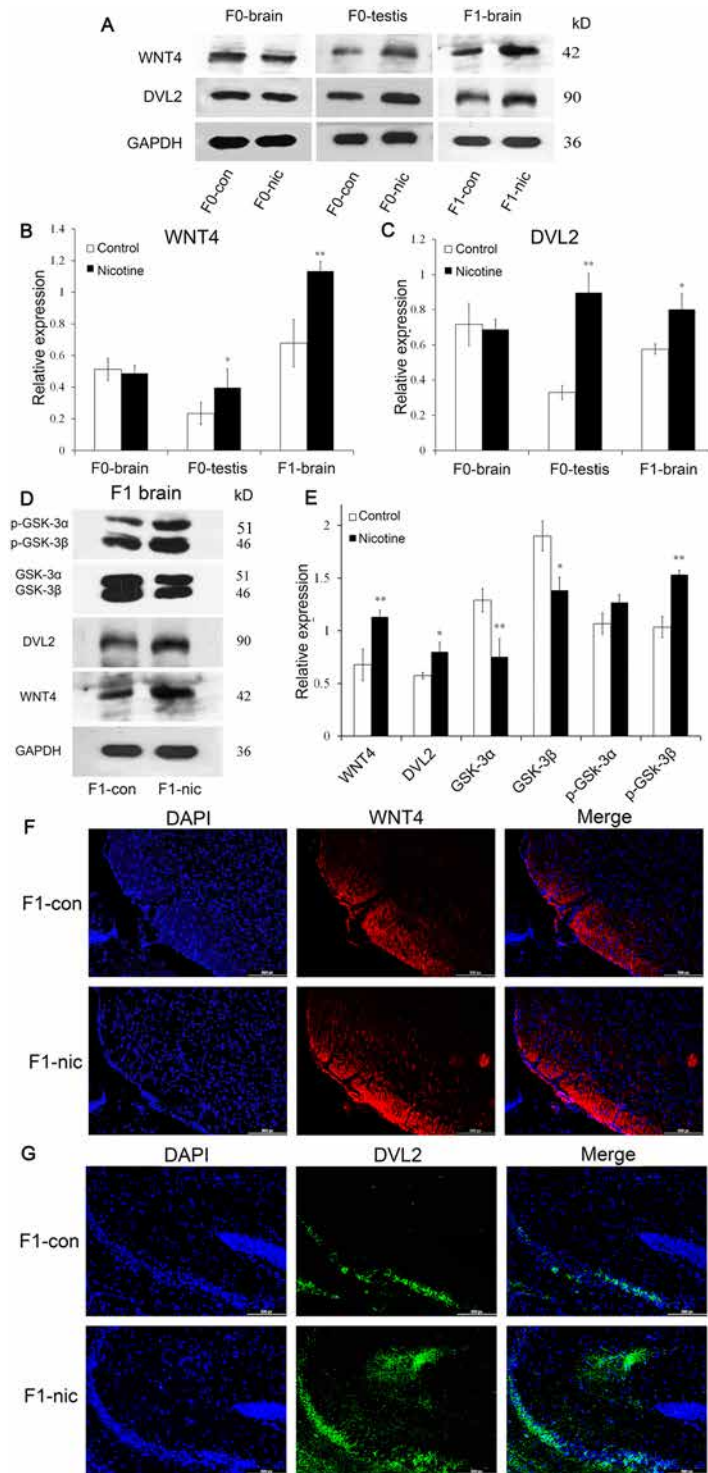 A
F0-brain F0-testis F1-brain kD
WNT4 42
DVL2 90
GAPDH 36
F0-con F0-nic F0-con F0-nic F1-con F1-nic
B
WNT4
Control
Nicotine
Relative expression
1.4
1.2
1
0.8
0.6
0.4
0.2
0
*
**
F0-brain F0-testis F1-brain
C
DVL2
Control
Nicotine
Relative expression
1.2
1
0.8
0.6
0.4
0.2
0
**
*
F0-brain F0-testis F1-brain
D
F1 brain kD
p-GSK-3α 51
p-GSK-3β 46
GSK-3α 51
GSK-3β 46
DVL2 90
WNT4 42
GAPDH 36
F1-con F1-nic
E
Control
Nicotine
Relative expression
2
1.5
1
0.5
0
**
*
**
*
**
WNT4 DVL2 GSK-3α GSK-3β p-GSk-3α p-GSk-3β
F
DAPI WNT4 Merge
F1-con
F1-nic
G
DAPI DVL2 Merge
F1-con
F1-nic